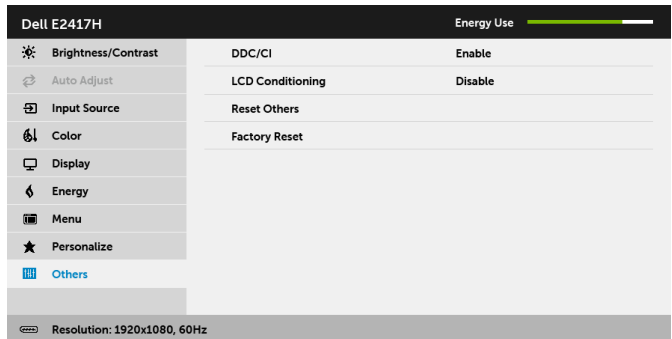 Dell E2417H Energy Use
Brightness/Contrast DDC/CI Enable
Auto Adjust LCD Conditioning Disable
Input Source Reset Others
Color Factory Reset
Display
Energy
Menu
Personalize
Others
Resolution: 1920x1080, 60Hz